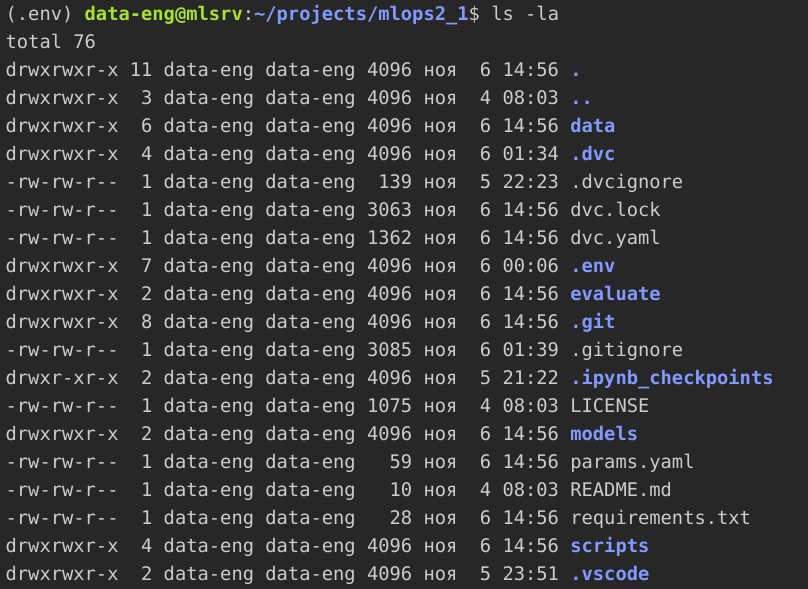 (.env) data-eng@mlsrv:~/projects/mlops2_1$ ls -la
total 76
drwxrwxr-x 11 data-eng data-eng 4096 ноя  6 14:56 .
drwxrwxr-x  3 data-eng data-eng 4096 ноя  4 08:03 ..
drwxrwxr-x  6 data-eng data-eng 4096 ноя  6 14:56 data
drwxrwxr-x  4 data-eng data-eng 4096 ноя  6 01:34 .dvc
-rw-rw-r--  1 data-eng data-eng  139 ноя  5 22:23 .dvcignore
-rw-rw-r--  1 data-eng data-eng 3063 ноя  6 14:56 dvc.lock
-rw-rw-r--  1 data-eng data-eng 1362 ноя  6 14:56 dvc.yaml
drwxrwxr-x  7 data-eng data-eng 4096 ноя  6 00:06 .env
drwxrwxr-x  2 data-eng data-eng 4096 ноя  6 14:56 evaluate
drwxrwxr-x  8 data-eng data-eng 4096 ноя  6 14:56 .git
-rw-rw-r--  1 data-eng data-eng 3085 ноя  6 01:39 .gitignore
drwxr-xr-x  2 data-eng data-eng 4096 ноя  5 21:22 .ipynb_checkpoints
-rw-rw-r--  1 data-eng data-eng 1075 ноя  4 08:03 LICENSE
drwxrwxr-x  2 data-eng data-eng 4096 ноя  6 14:56 models
-rw-rw-r--  1 data-eng data-eng   59 ноя  6 14:56 params.yaml
-rw-rw-r--  1 data-eng data-eng   10 ноя  4 08:03 README.md
-rw-rw-r--  1 data-eng data-eng   28 ноя  6 14:56 requirements.txt
drwxrwxr-x  4 data-eng data-eng 4096 ноя  6 14:56 scripts
drwxrwxr-x  2 data-eng data-eng 4096 ноя  5 23:51 .vscode